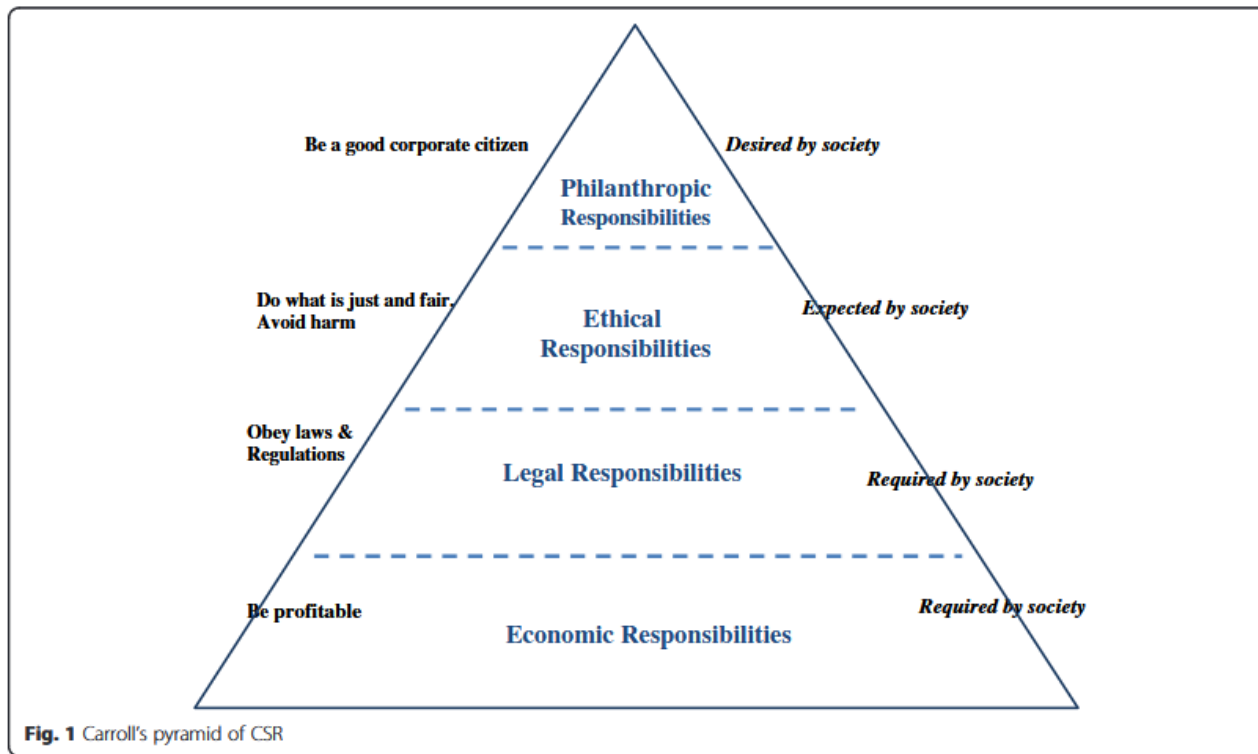 Be a good corporate citizen
Desired by society
Philanthropic
Responsibilities
Do what is just and fair,
Avoid harm
Expected by society
Ethical
Responsibilities
Obey laws &
Regulations
Legal Responsibilities
Required by society
Be profitable
Required by society
Economic Responsibilities
Fig. 1 Carroll's pyramid of CSR